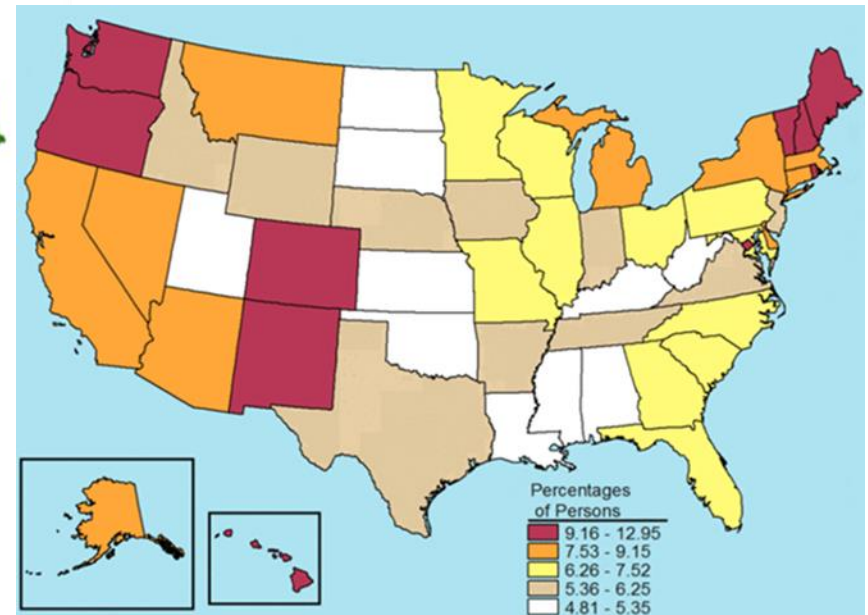 Percentages
of Persons
9.16 - 12.95
7.53 - 9.15
6.26 - 7.52
5.36 - 6.25
4.81 - 5.35